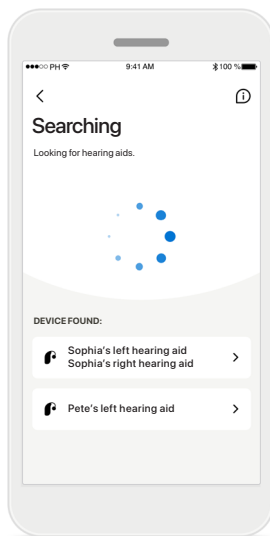 ●●●○○ PH 9:41 AM 100 %
Searching
Looking for hearing aids.
DEVICE FOUND:
Sophia's left hearing aid
Sophia's right hearing aid
Pete's left hearing aid